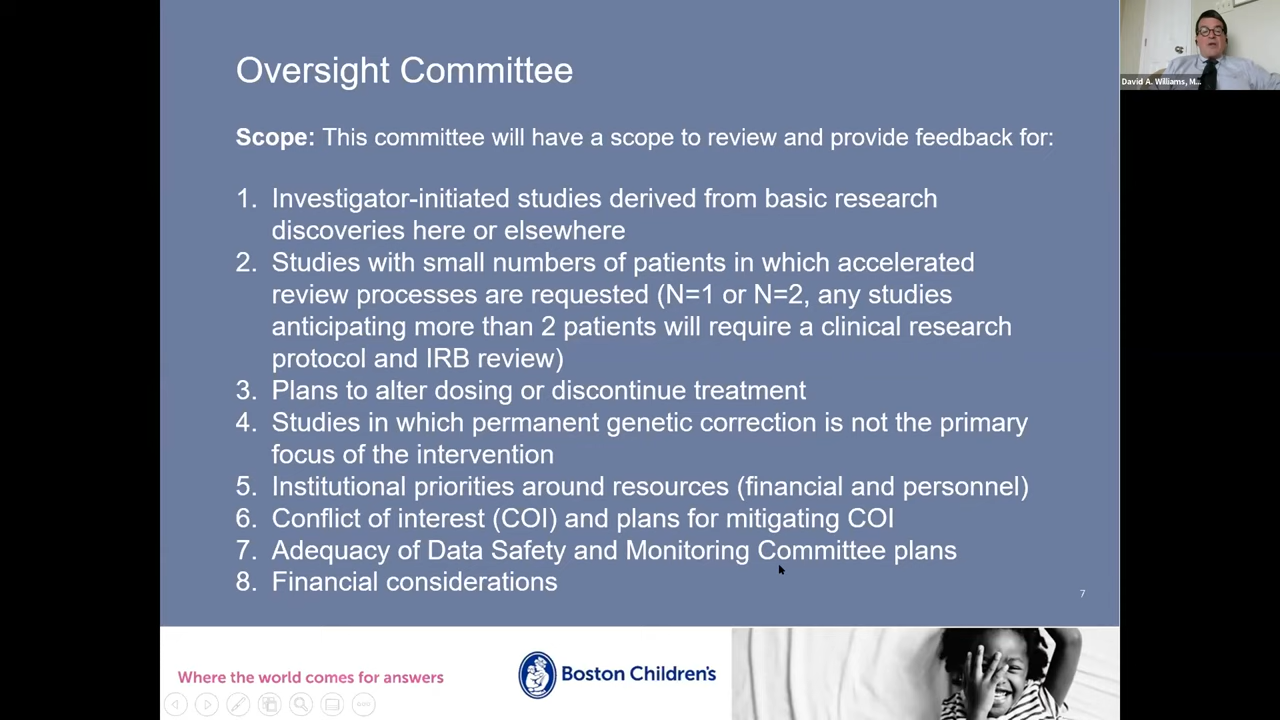 Oversight Committee
David A. Williams, M...
Scope: This committee will have a scope to review and provide feedback for:
1. Investigator-initiated studies derived from basic research
discoveries here or elsewhere
2. Studies with small numbers of patients in which accelerated
review processes are requested (N=1 or N=2, any studies
anticipating more than 2 patients will require a clinical research
protocol and IRB review)
3. Plans to alter dosing or discontinue treatment
4. Studies in which permanent genetic correction is not the primary
focus of the intervention
5. Institutional priorities around resources (financial and personnel)
6. Conflict of interest (COI) and plans for mitigating COI
7. Adequacy of Data Safety and Monitoring Committee plans
8. Financial considerations
7
Where the world comes for answers
Boston Children's